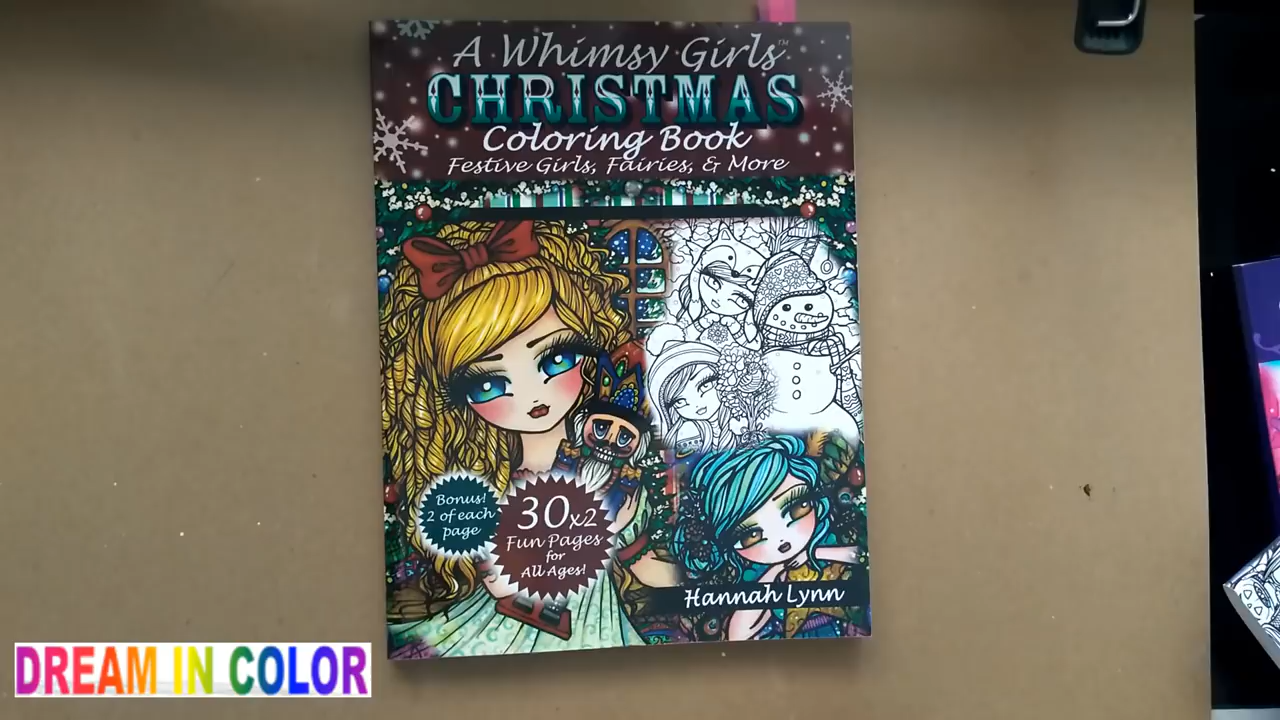 A Whimsy Girls™
CHRISTMAS
Coloring Book
Festive Girls, Fairies, & More
Bonus!
2 of each
page
30x2
Fun Pages
for
All Ages!
Hannah Lynn
DREAM IN COLOR